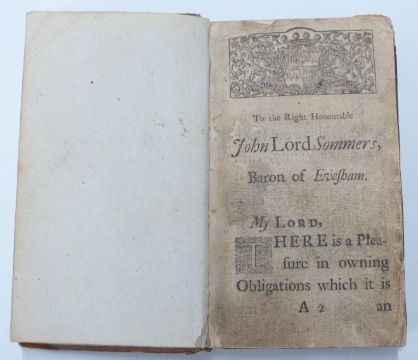 To the Right Honourable
John Lord Sommers,
Baron of Eveſham.
My LORD,
THERE is a Plea-
ſure in owning
Obligations which it is
A 2 an